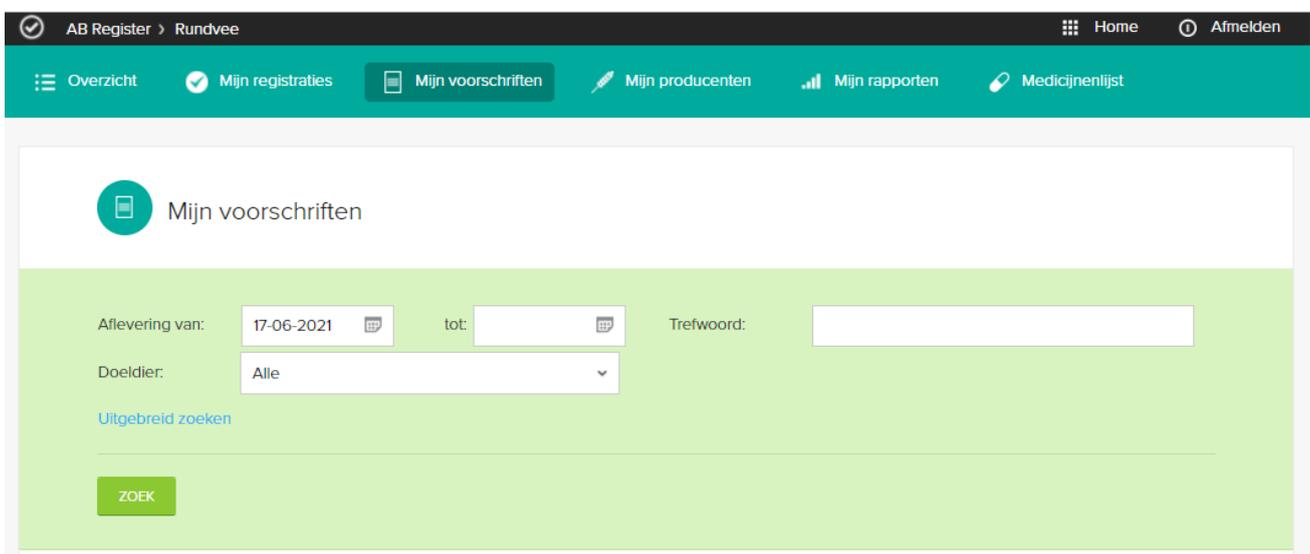 AB Register › Rundvee Home Afmelden
Overzicht Mijn registraties Mijn voorschriften Mijn producenten Mijn rapporten Medicijnenlijst
Mijn voorschriften
Aflevering van: 17-06-2021 tot: Trefwoord:
Doeldier: Alle
Uitgebreid zoeken
ZOEK